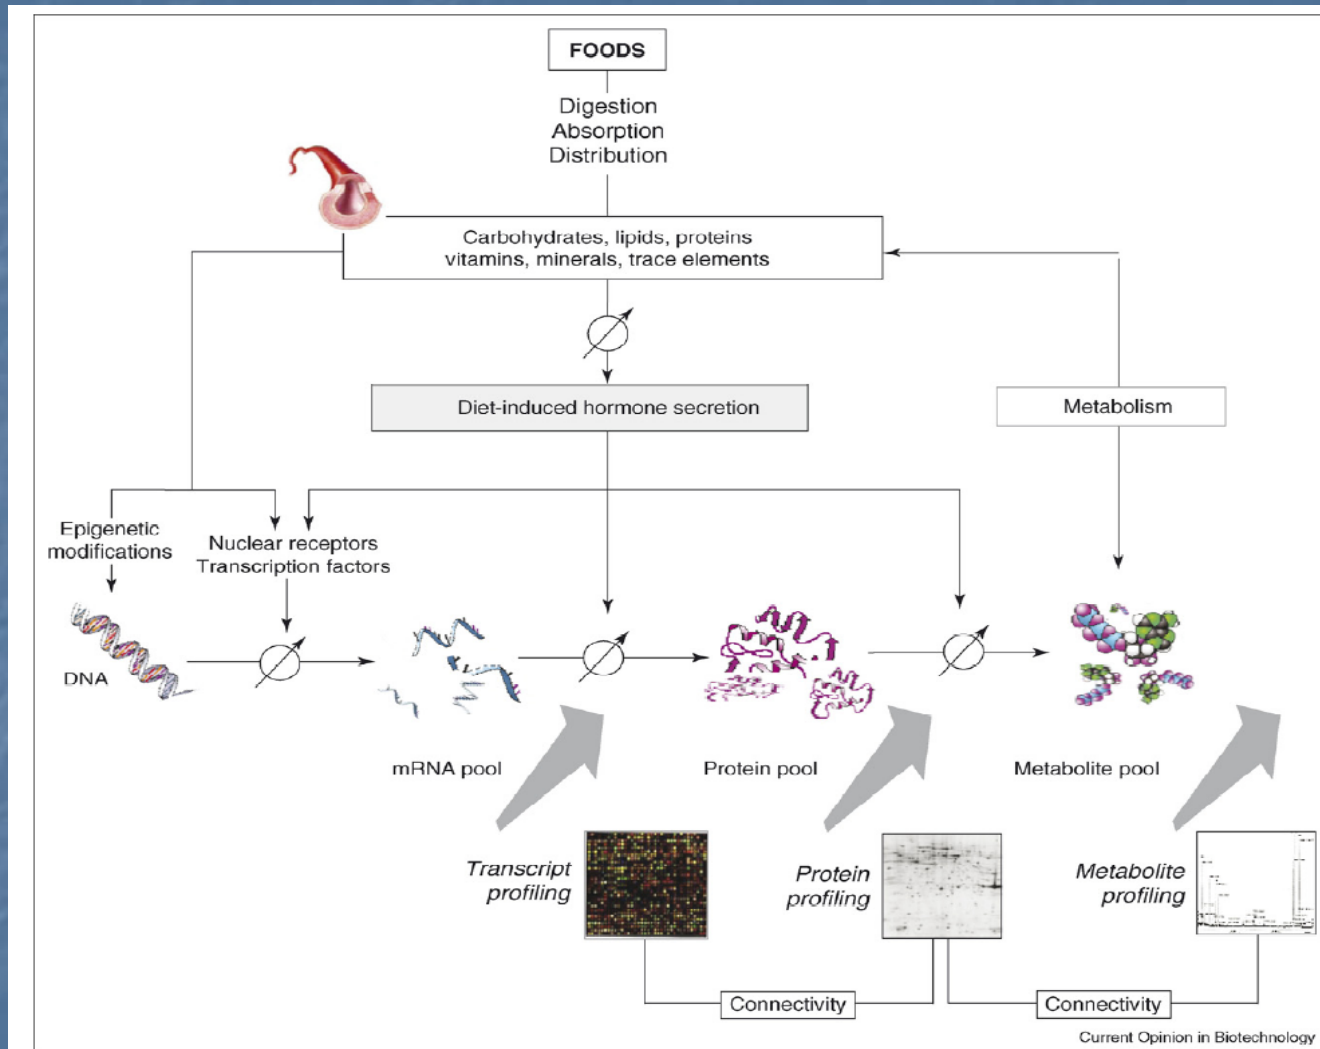 FOODS
Digestion
Absorption
Distribution
Carbohydrates, lipids, proteins
vitamins, minerals, trace elements
Diet-induced hormone secretion
Metabolism
Epigenetic
modifications
Nuclear receptors
Transcription factors
DNA
mRNA pool
Protein pool
Metabolite pool
Transcript
profiling
Protein
profiling
Metabolite
profiling
Connectivity
Connectivity
Current Opinion in Biotechnology